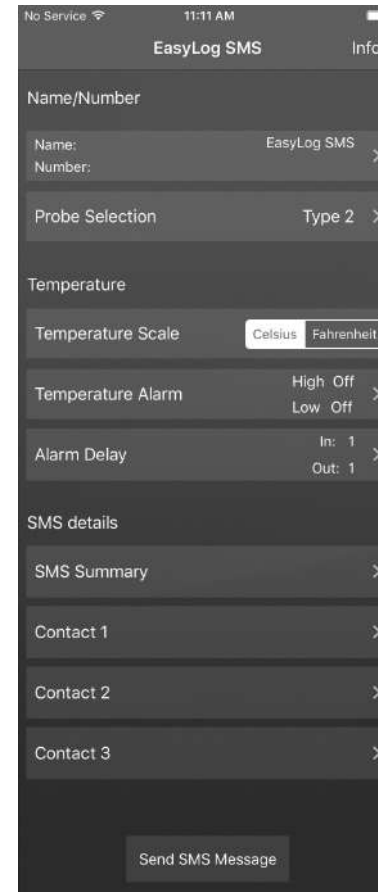 No Service 11:11 AM
EasyLog SMS Info
Name/Number
Name: EasyLog SMS
Number:
Probe Selection Type 2
Temperature
Temperature Scale Celsius Fahrenheit
Temperature Alarm High Off
Low Off
Alarm Delay In: 1
Out: 1
SMS details
SMS Summary
Contact 1
Contact 2
Contact 3
Send SMS Message